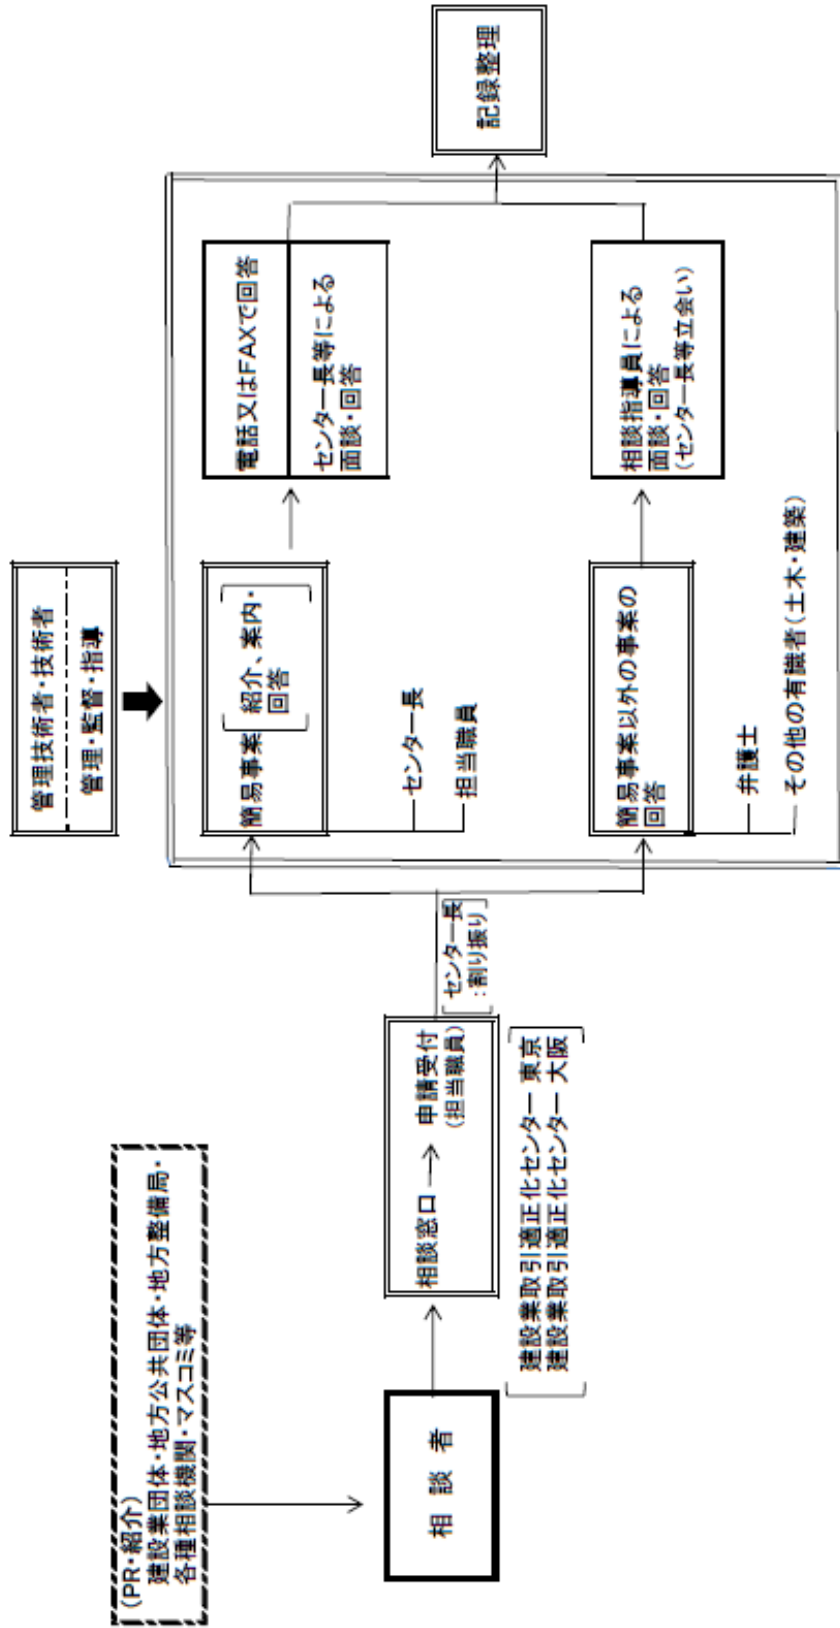 (PR・紹介)
建設業団体・地方公共団体・地方整備局・
各種相談機関・マスコミ等
相 談 者
相談窓口
申請受付
(担当職員)
建設業取引適正化センター 東京
建設業取引適正化センター 大阪
センター長
:割り振り
管理技術者・技術者
管理・監督・指導
簡易事案
紹介、案内・
回答
センター長
担当職員
電話又はFAXで回答
センター長等による
面談・回答
簡易事案以外の事案の
回答
弁護士
その他の有識者(土木・建築)
相談指導員による
面談・回答
(センター長等立会い)
記録整理